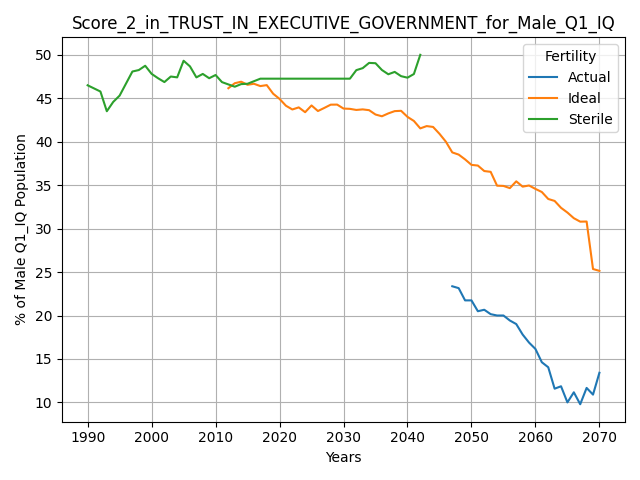 Score_2_in_TRUST_IN_EXECUTIVE_GOVERNMENT_for_Male_Q1_IQ
Fertility
Actual
Ideal
Sterile
% of Male Q1_IQ Population
50
45
40
35
30
25
20
15
10
1990 2000 2010 2020 2030 2040 2050 2060 2070
Years